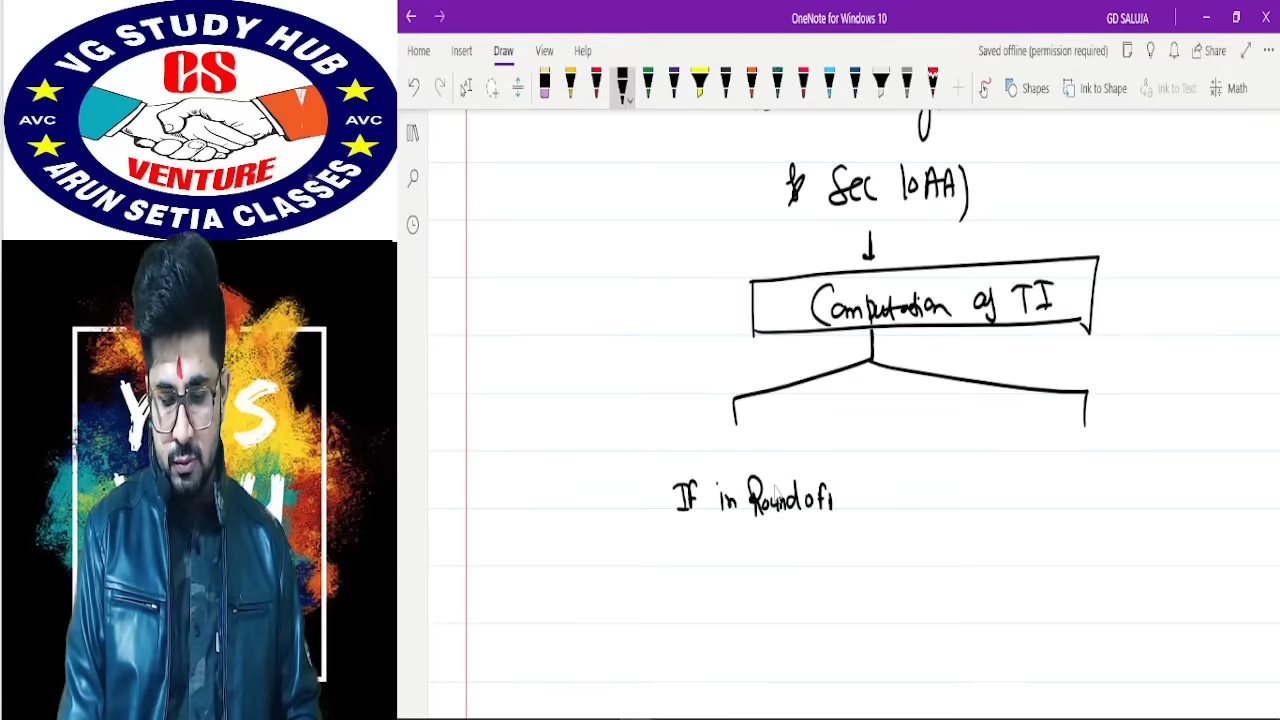 VG STUDY HUB
CS
AVC AVC
VENTURE
ARUN SETIA CLASSES
Y S
OneNote for Windows 10
GD SALUJA
Home Insert Draw View Help
Saved offline (permission required)
Share
Shapes
Ink to Shape
Ink to Text
Math
Sec 10AA)
Computation of TI
If in Round of